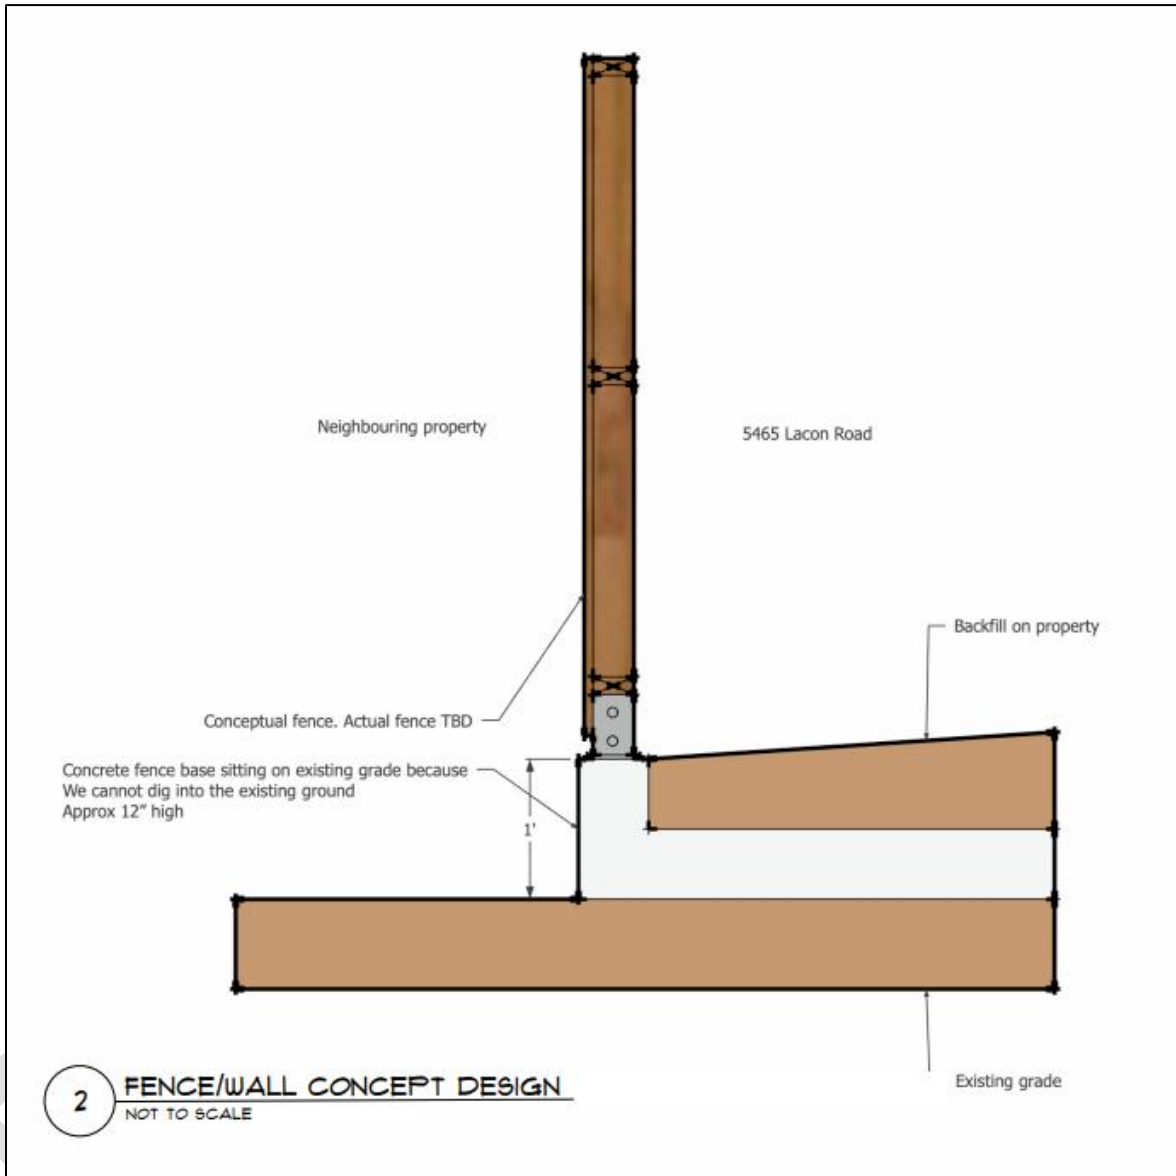 Neighbouring property
5465 Lacon Road
Backfill on property
Conceptual fence. Actual fence TBD
Concrete fence base sitting on existing grade because
We cannot dig into the existing ground
Approx 12" high
1'
Existing grade
2
FENCE/WALL CONCEPT DESIGN
NOT TO SCALE